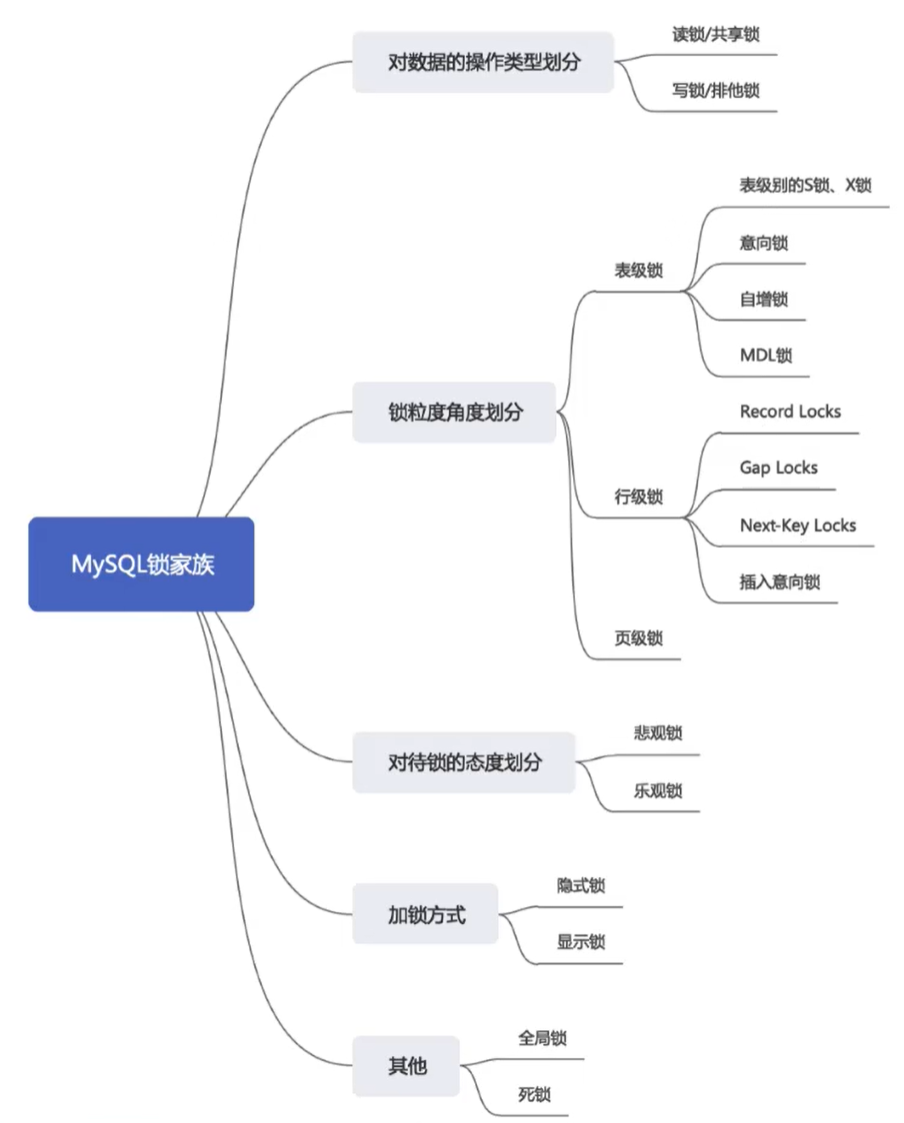 对数据的操作类型划分
读锁/共享锁
写锁/排他锁
锁粒度角度划分
表级锁
表级别的S锁、X锁
意向锁
自增锁
MDL锁
行级锁
Record Locks
Gap Locks
Next-Key Locks
插入意向锁
页级锁
MySQL锁家族
对待锁的态度划分
悲观锁
乐观锁
加锁方式
隐式锁
显示锁
其他
全局锁
死锁